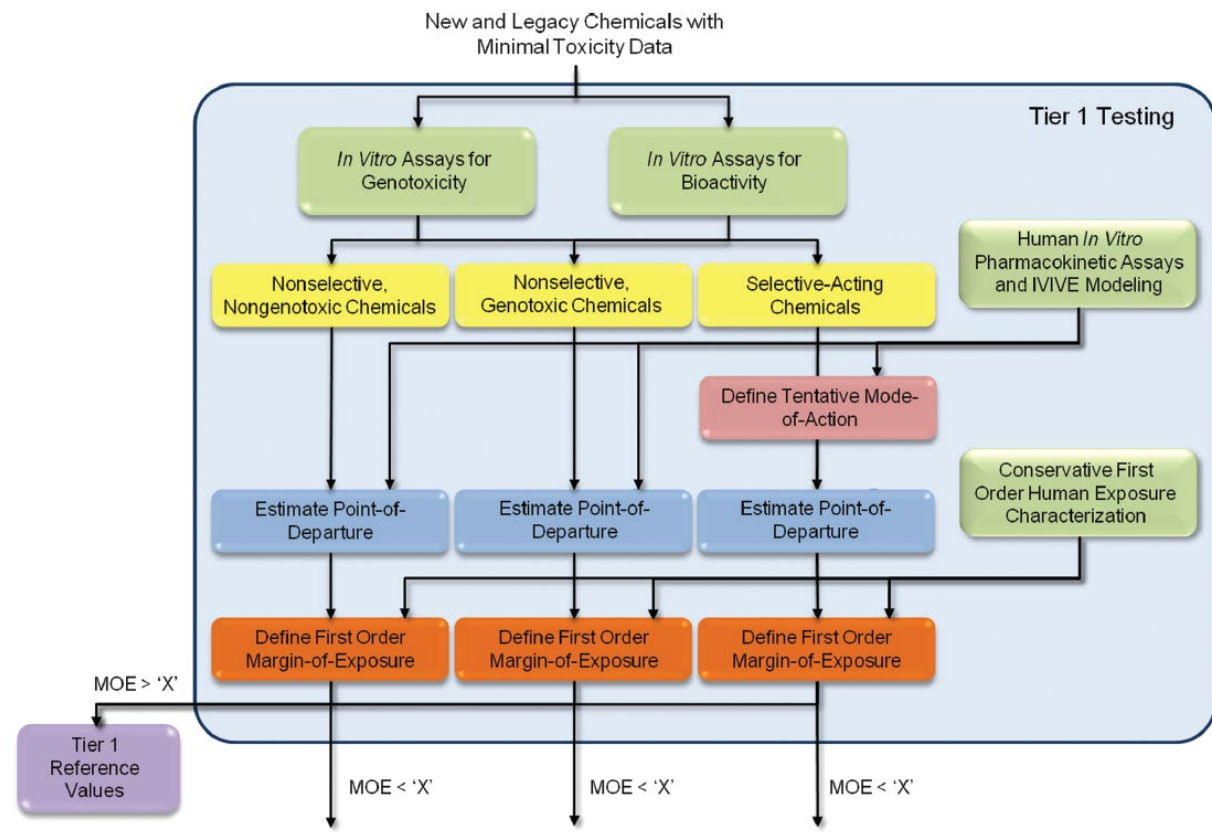 New and Legacy Chemicals with
Minimal Toxicity Data
Tier 1 Testing
In Vitro Assays for
Genotoxicity
In Vitro Assays for
Bioactivity
Human In Vitro
Pharmacokinetic Assays
and IVIVE Modeling
Nonselective,
Nongenotoxic Chemicals
Nonselective,
Genotoxic Chemicals
Selective-Acting
Chemicals
Define Tentative Mode-
of-Action
Conservative First
Order Human Exposure
Characterization
Estimate Point-of-
Departure
Estimate Point-of-
Departure
Estimate Point-of-
Departure
Define First Order
Margin-of-Exposure
Define First Order
Margin-of-Exposure
Define First Order
Margin-of-Exposure
MOE > ‘X’
Tier 1
Reference
Values
MOE < ‘X’
MOE < ‘X’
MOE < ‘X’